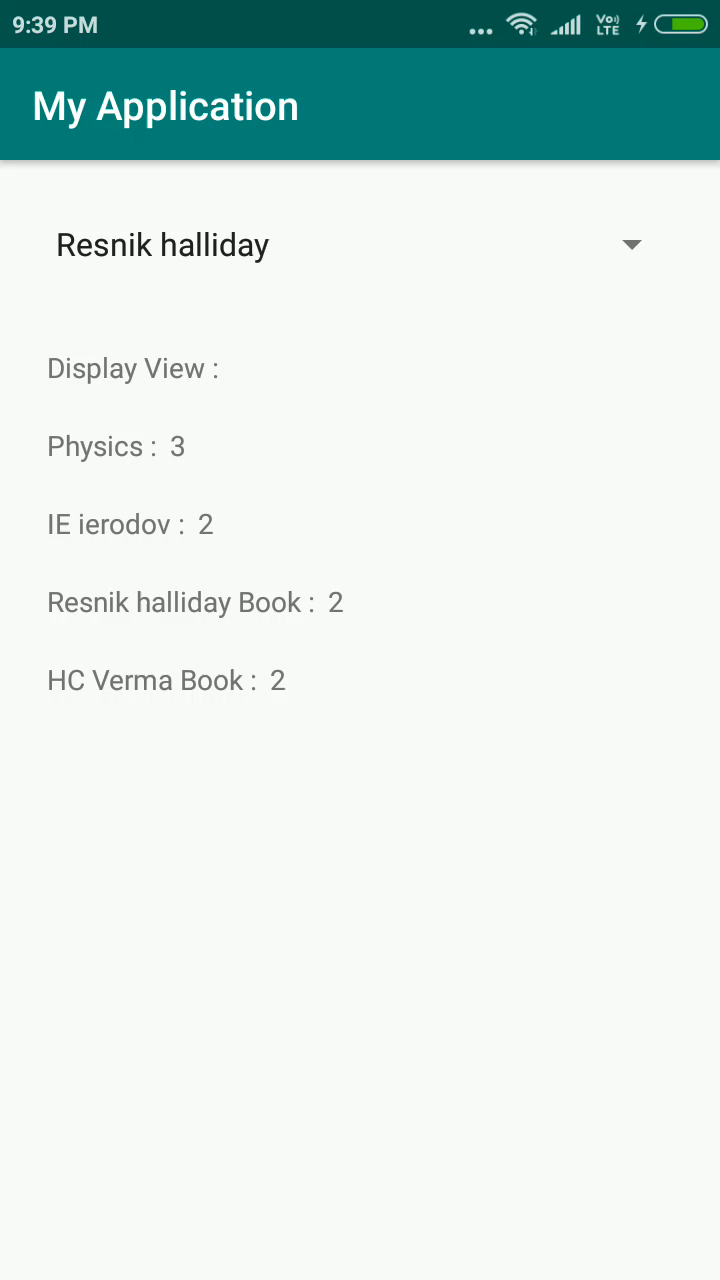 9:39 PM
Vo LTE
My Application
Resnik halliday
Display View :
Physics : 3
IE ierodov : 2
Resnik halliday Book : 2
HC Verma Book : 2